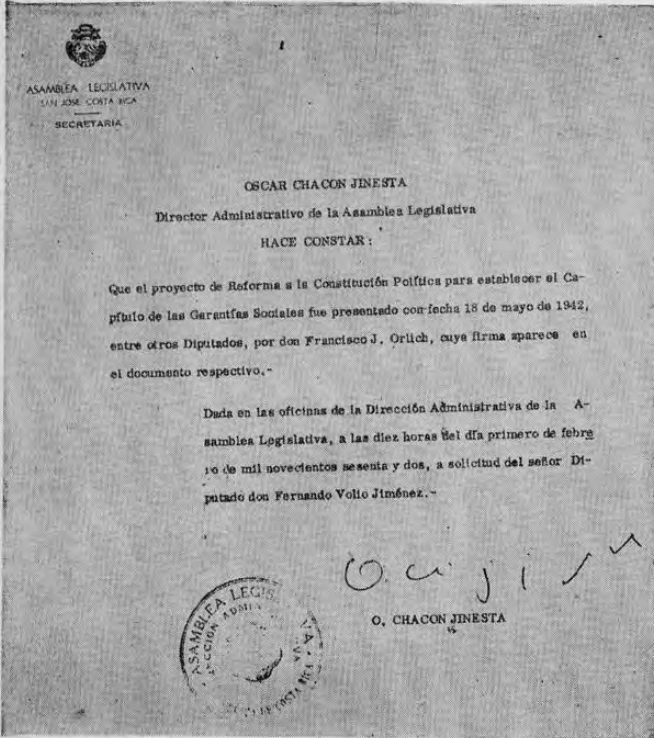 ASAMBLEA LEGISLATIVA
SAN JOSE, COSTA RICA
SECRETARIA
OSCAR CHACON JINESTA
Director Administrativo de la Asamblea Legislativa
HACE CONSTAR:
Que el proyecto de Reforma a la Constitución Política para establecer el Ca-
pítulo de las Garantías Sociales fue presentado con fecha 18 de mayo de 1942,
entre otros Diputados, por don Francisco J. Orlich, cuya firma aparece en
el documento respectivo.-
Dada en las oficinas de la Dirección Administrativa de la A-
samblea Legislativa, a las diez horas del día primero de febre
ro de mil novecientos sesenta y dos, a solicitud del señor Di-
putado don Fernando Volio Jiménez.-
O. CHACON JINESTA
ASAMBLEA LEGIS VA
CCION ADMI
COSTA RICA